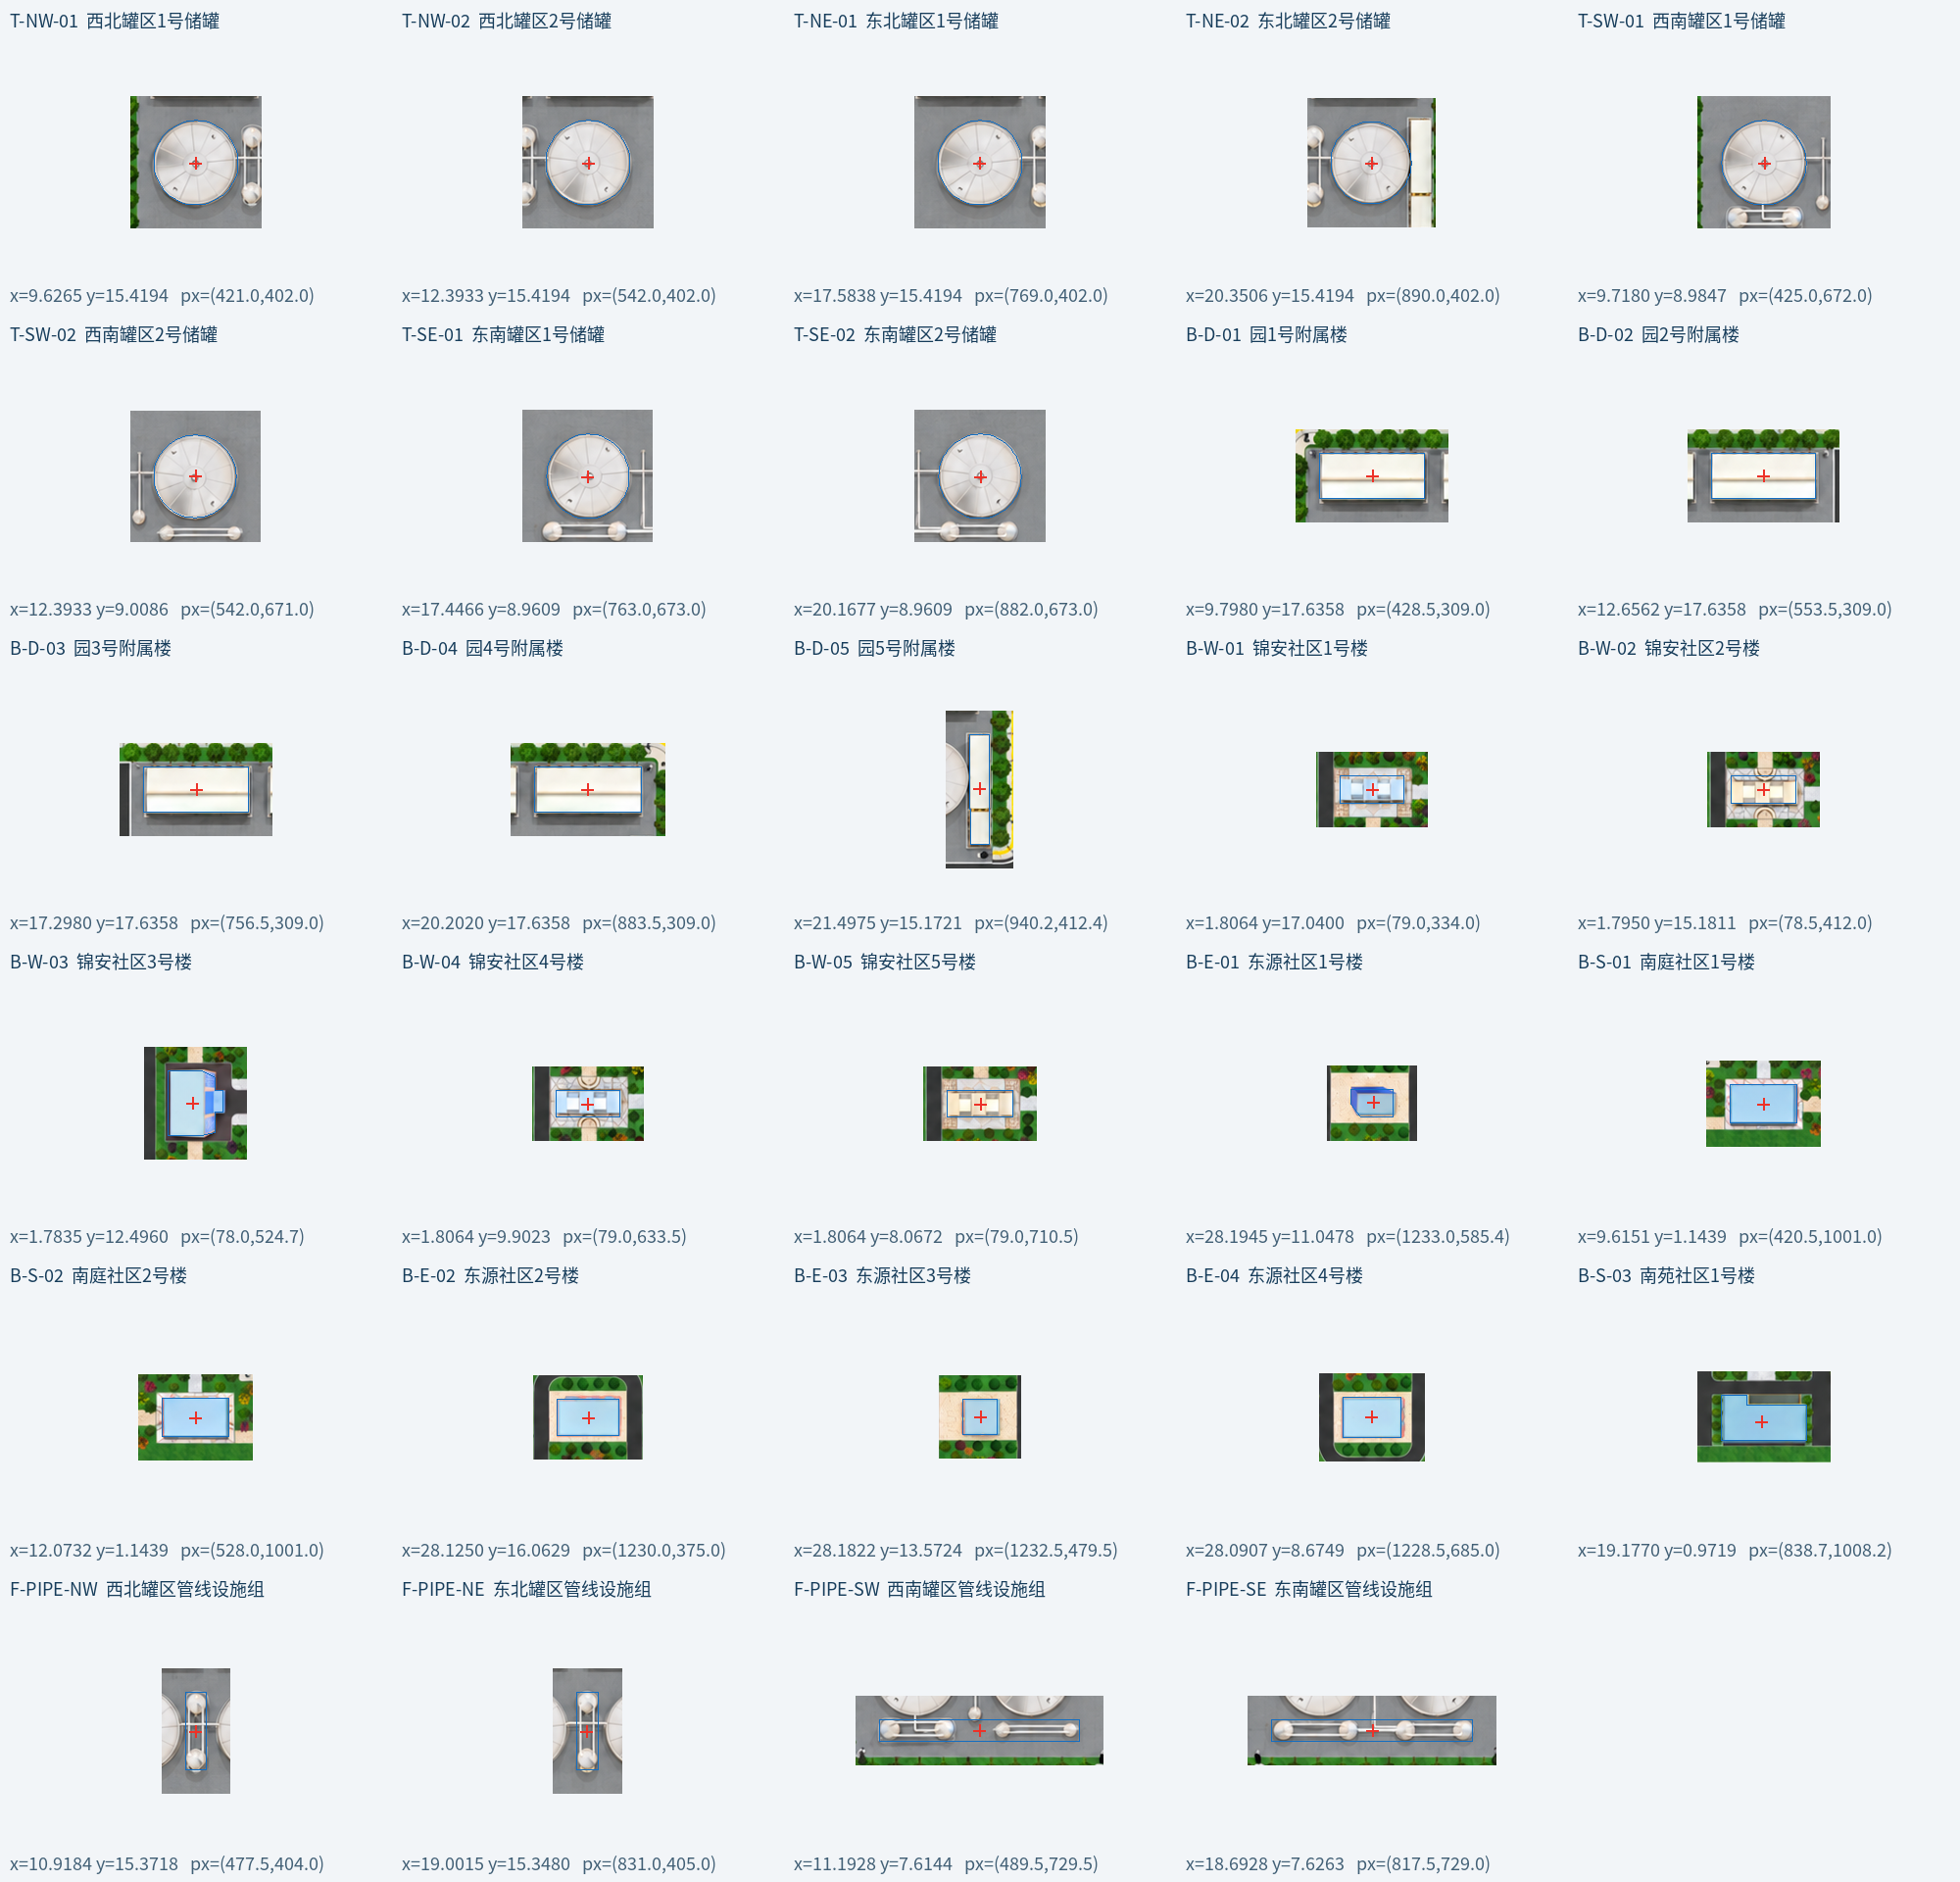 T-NW-01 西北罐区1号储罐
T-NW-02 西北罐区2号储罐
T-NE-01 东北罐区1号储罐
T-NE-02 东北罐区2号储罐
T-SW-01 西南罐区1号储罐
x=9.6265 y=15.4194 px=(421.0,402.0)
x=12.3933 y=15.4194 px=(542.0,402.0)
x=17.5838 y=15.4194 px=(769.0,402.0)
x=20.3506 y=15.4194 px=(890.0,402.0)
x=9.7180 y=8.9847 px=(425.0,672.0)
T-SW-02 西南罐区2号储罐
T-SE-01 东南罐区1号储罐
T-SE-02 东南罐区2号储罐
B-D-01 园1号附属楼
B-D-02 园2号附属楼
x=12.3933 y=9.0086 px=(542.0,671.0)
x=17.4466 y=8.9609 px=(763.0,673.0)
x=20.1677 y=8.9609 px=(882.0,673.0)
x=9.7980 y=17.6358 px=(428.5,309.0)
x=12.6562 y=17.6358 px=(553.5,309.0)
B-D-03 园3号附属楼
B-D-04 园4号附属楼
B-D-05 园5号附属楼
B-W-01 锦安社区1号楼
B-W-02 锦安社区2号楼
x=17.2980 y=17.6358 px=(756.5,309.0)
x=20.2020 y=17.6358 px=(883.5,309.0)
x=21.4975 y=15.1721 px=(940.2,412.4)
x=1.8064 y=17.0400 px=(79.0,334.0)
x=1.7950 y=15.1811 px=(78.5,412.0)
B-W-03 锦安社区3号楼
B-W-04 锦安社区4号楼
B-W-05 锦安社区5号楼
B-E-01 东源社区1号楼
B-S-01 南庭社区1号楼
x=1.7835 y=12.4960 px=(78.0,524.7)
x=1.8064 y=9.9023 px=(79.0,633.5)
x=1.8064 y=8.0672 px=(79.0,710.5)
x=28.1945 y=11.0478 px=(1233.0,585.4)
x=9.6151 y=1.1439 px=(420.5,1001.0)
B-S-02 南庭社区2号楼
B-E-02 东源社区2号楼
B-E-03 东源社区3号楼
B-E-04 东源社区4号楼
B-S-03 南苑社区1号楼
x=12.0732 y=1.1439 px=(528.0,1001.0)
x=28.1250 y=16.0629 px=(1230.0,375.0)
x=28.1822 y=13.5724 px=(1232.5,479.5)
x=28.0907 y=8.6749 px=(1228.5,685.0)
x=19.1770 y=0.9719 px=(838.7,1008.2)
F-PIPE-NW 西北罐区管线设施组
F-PIPE-NE 东北罐区管线设施组
F-PIPE-SW 西南罐区管线设施组
F-PIPE-SE 东南罐区管线设施组
x=10.9184 y=15.3718 px=(477.5,404.0)
x=19.0015 y=15.3480 px=(831.0,405.0)
x=11.1928 y=7.6144 px=(489.5,729.5)
x=18.6928 y=7.6263 px=(817.5,729.0)